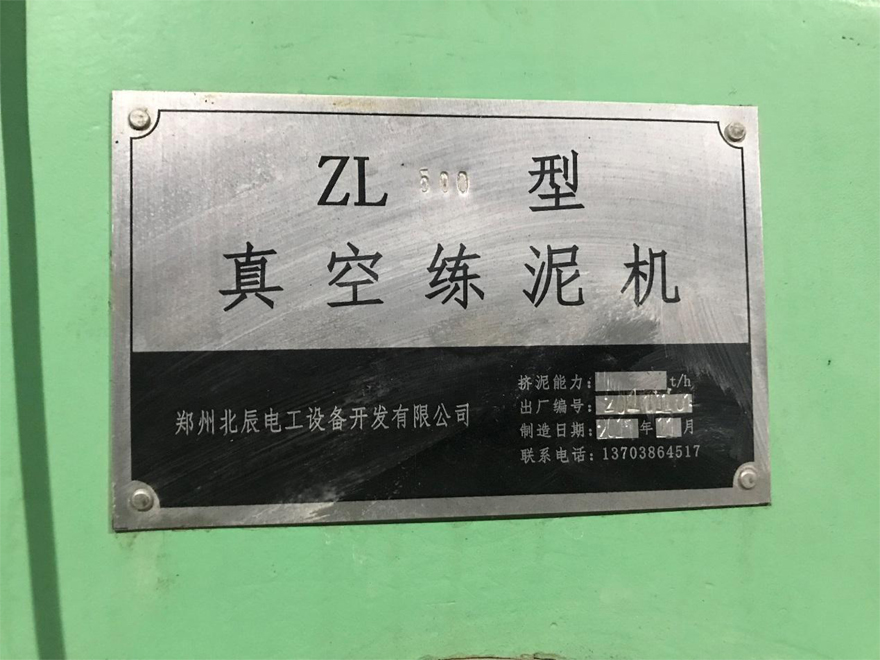 ZL 500 型
真空练泥机
郑州北辰电工设备开发有限公司
挤泥能力: t/h
出厂编号:
制造日期: 年 月
联系电话: 13703864517